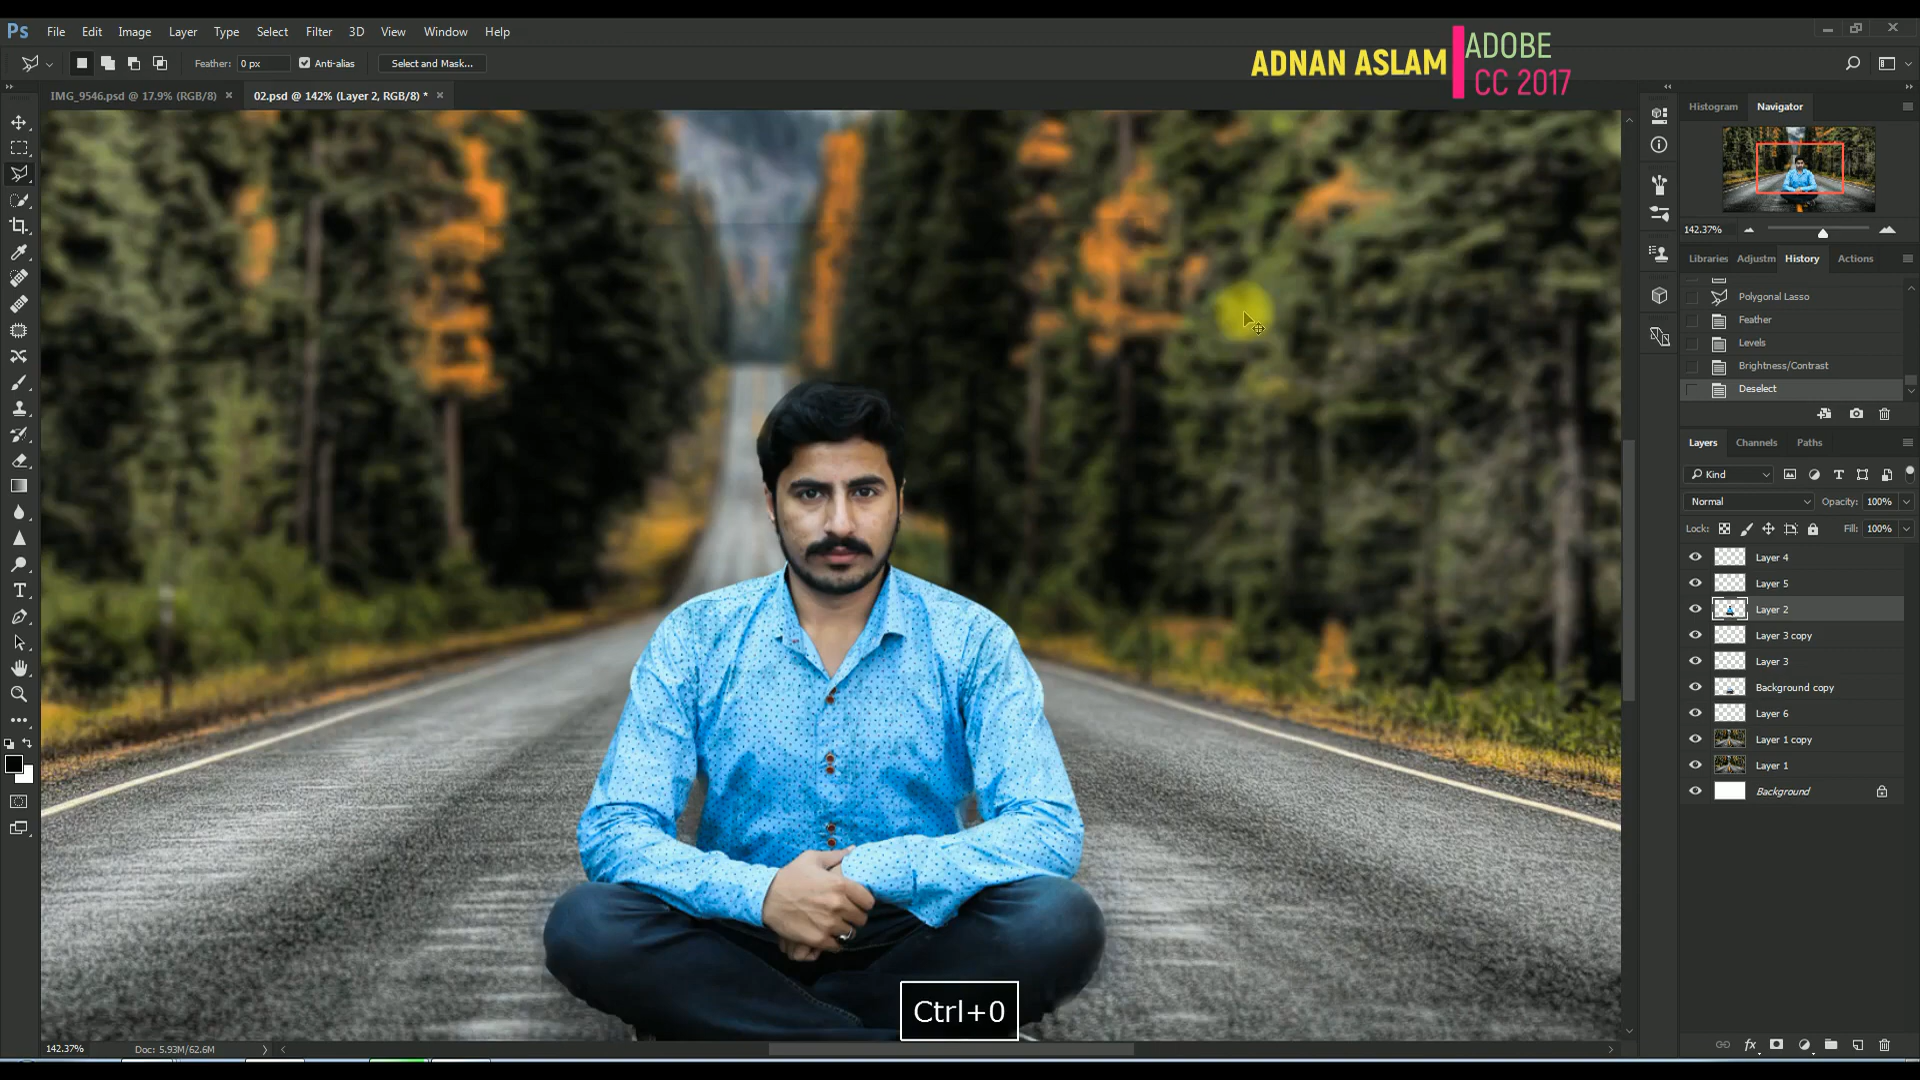 Ps File Edit Image Layer Type Select Filter 3D View Window Help
Feather: 0 px Anti-alias Select and Mask...
ADNAN ASLAM
ADOBE
CC 2017
IMG_9546.psd @ 17.9% (RGB/8) × 02.psd @ 142% (Layer 2, RGB/8) * ×
Histogram Navigator
142.37%
Libraries Adjustm History Actions
Polygonal Lasso
Feather
Levels
Brightness/Contrast
Deselect
Layers Channels Paths
Kind
Normal Opacity: 100%
Lock: Fill: 100%
Layer 4
Layer 5
Layer 2
Layer 3 copy
Layer 3
Background copy
Layer 6
Layer 1 copy
Layer 1
Background
Ctrl+0
142.37% Doc: 5.93M/62.6M
fx